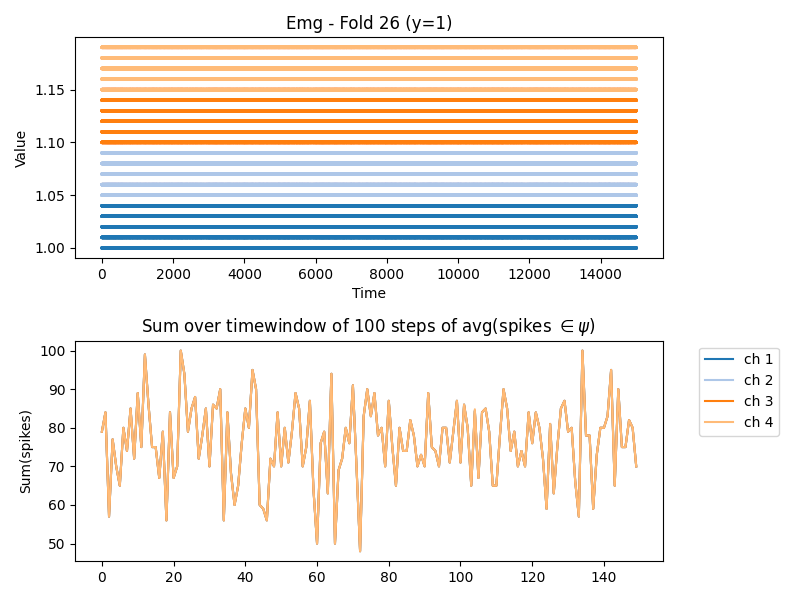 Emg - Fold 26 (y=1)
Value
1.15
1.10
1.05
1.00
0 2000 4000 6000 8000 10000 12000 14000
Time
Sum over timewindow of 100 steps of avg(spikes ∈ ψ)
Sum(spikes)
100
90
80
70
60
50
0 20 40 60 80 100 120 140
ch 1
ch 2
ch 3
ch 4